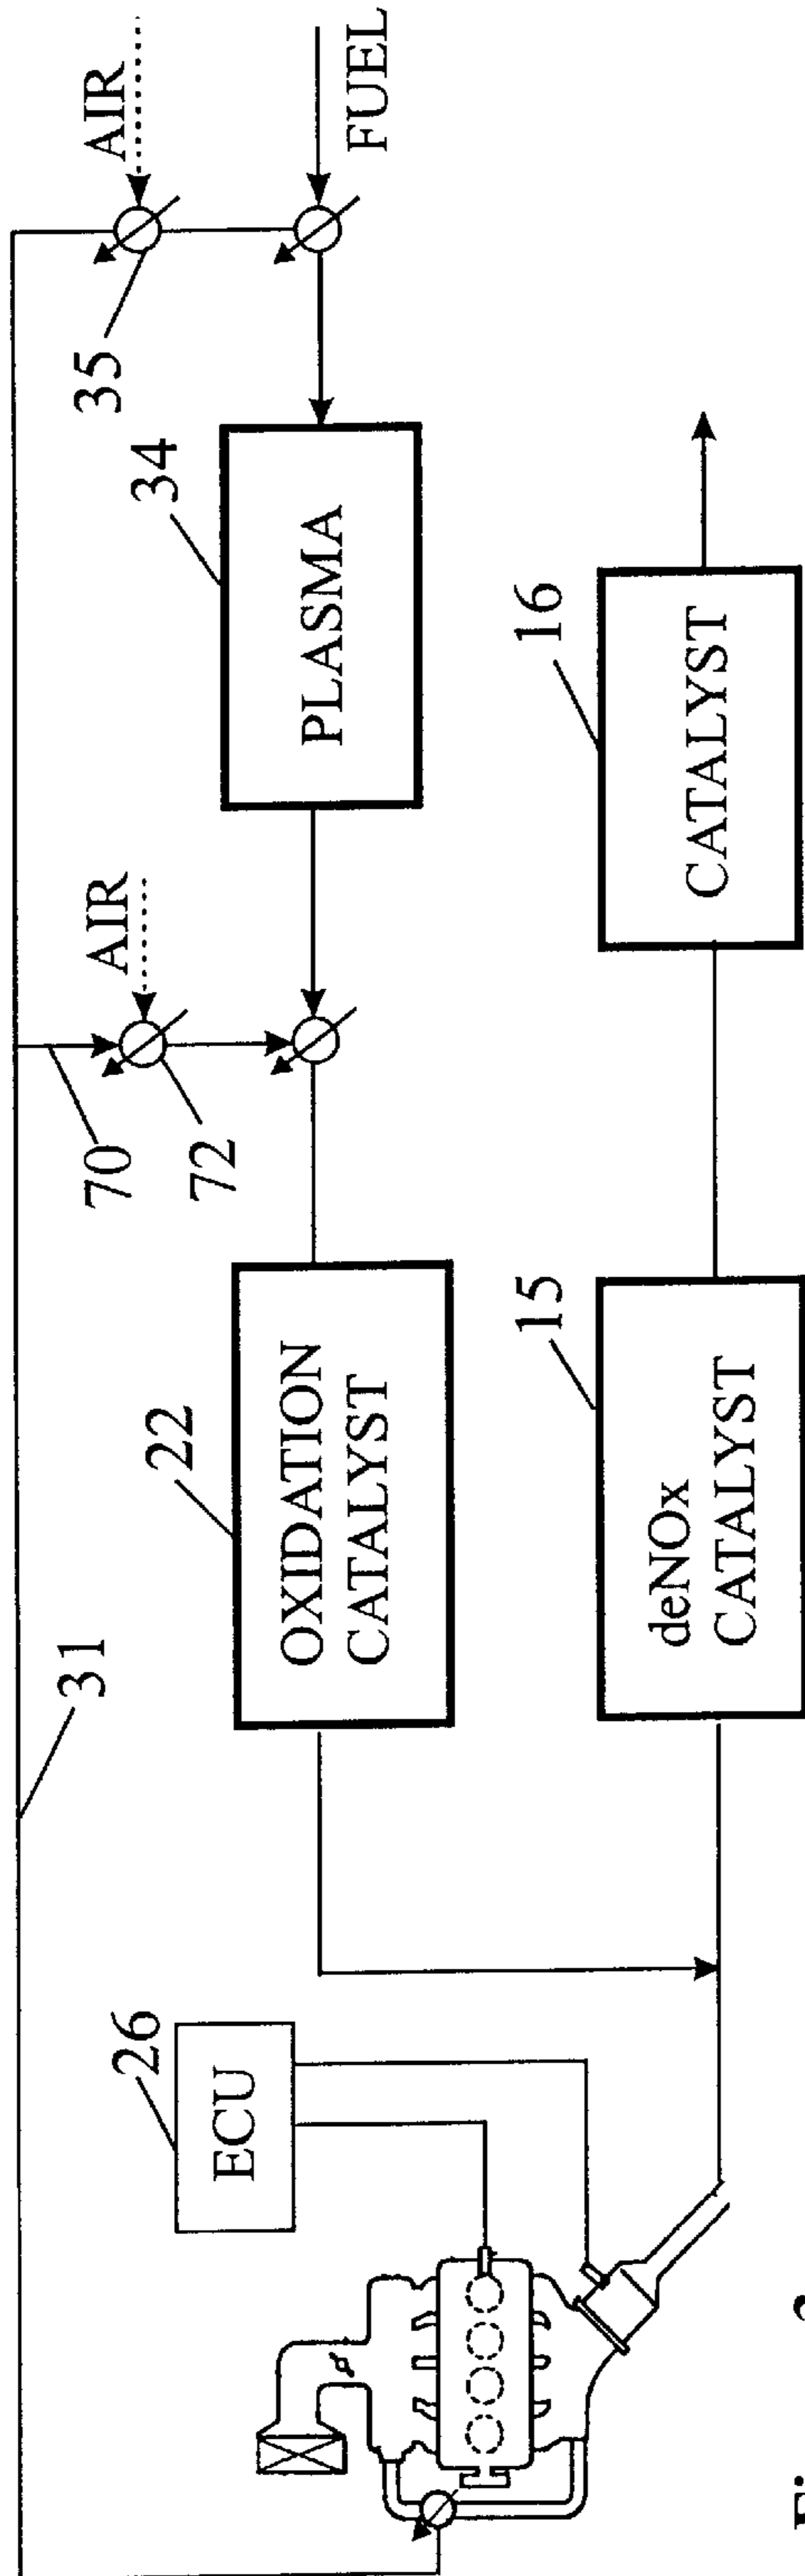 31
70
AIR
72
AIR
35
FUEL
26
ECU
22
OXIDATION
CATALYST
34
PLASMA
15
deNOx
CATALYST
16
CATALYST